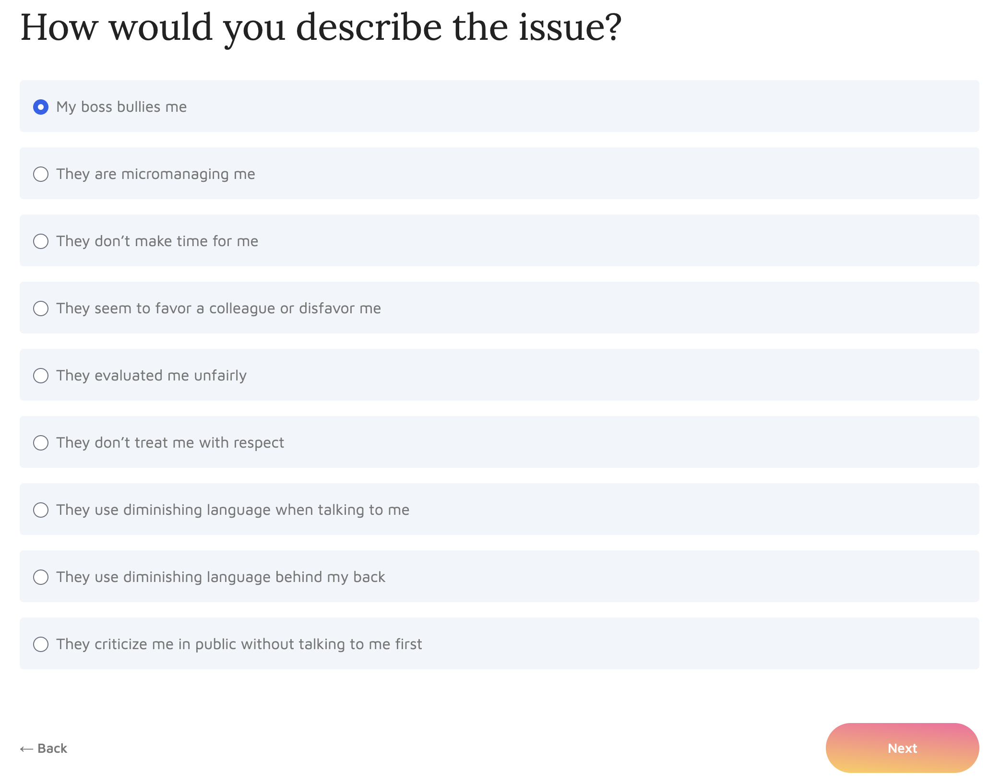 How would you describe the issue?
My boss bullies me
They are micromanaging me
They don’t make time for me
They seem to favor a colleague or disfavor me
They evaluated me unfairly
They don’t treat me with respect
They use diminishing language when talking to me
They use diminishing language behind my back
They criticize me in public without talking to me first
← Back
Next